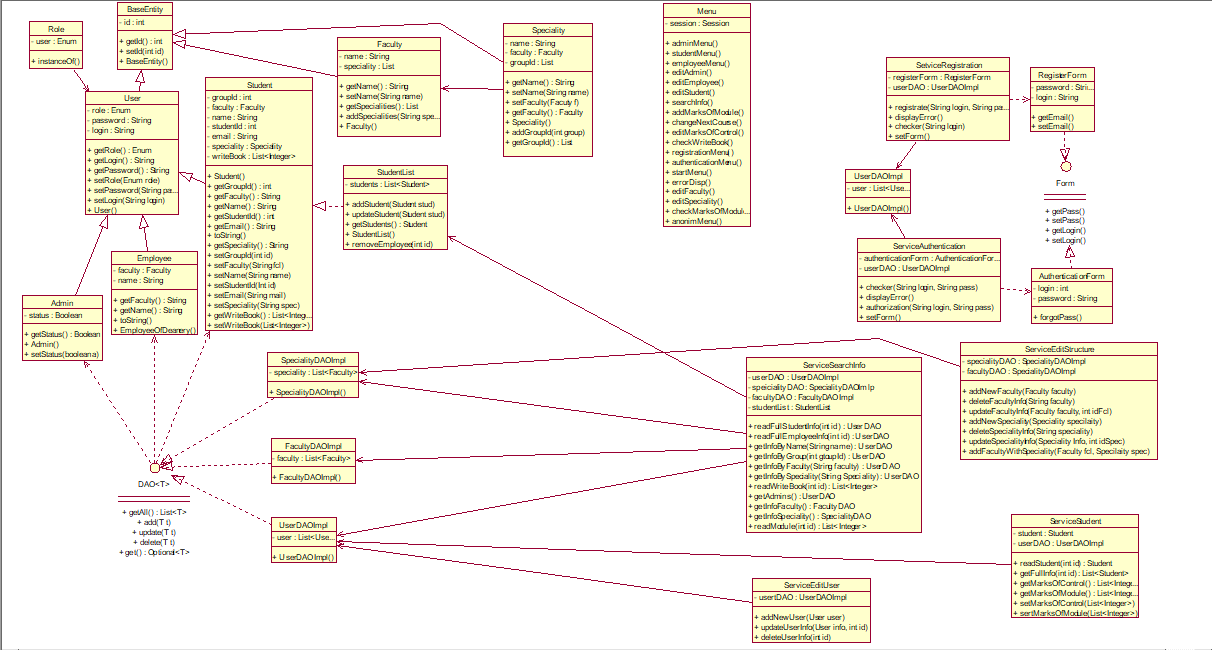 Role
- user : Enum
+ instanceOf()
BaseEntity
- id : int
+ getId() : int
+ setId(int id)
+ BaseEntity()
User
- role : Enum
- password : String
- login : String
+ getRole() : Enum
+ getLogin() : String
+ getPassword() : String
+ setRole(Enum role)
+ setPassword(String pa...
+ setLogin(String login)
+ User()
Employee
- faculty : Faculty
- name : String
+ getFaculty() : String
+ getName() : String
+ toString()
+ EmployeeOfDeanery()
Admin
- status : Boolean
+ getStatus() : Boolean
+ Admin()
+ setStatus(boolean a)
Student
- groupId : int
- faculty : Faculty
- name : String
- studentId : int
- email : String
- speciality : Speciality
- writeBook : List<Integer>
+ Student()
+ getGroupId() : int
+ getFaculty() : String
+ getName() : String
+ getStudentId() : int
+ getEmail() : String
+ toString()
+ getSpeciality() : String
+ setGroupId(int id)
+ setFaculty(String fcl)
+ setName(String name)
+ setStudentId(int id)
+ setEmail(String mail)
+ setSpeciality(String spec)
+ getWriteBook() : List<Integ...
+ setWriteBook(List<Integer>)
Faculty
- name : String
- speciality : List
+ getName() : String
+ setName(String name)
+ getSpecialities() : List
+ addSpecialities(String spe...
+ Faculty()
Speciality
- name : String
- faculty : Faculty
- groupId : List
+ getName() : String
+ setName(String name)
+ setFaculty(Facuty f)
+ getFaculty() : Faculty
+ Speciality()
+ addGroupId(int group)
+ getGroupId() : List
StudentList
- students : List<Student>
+ addStudent(Student stud)
+ updateStudent(Student stud)
+ getStudents() : Student
+ StudentList()
+ removeEmployee(int id)
Menu
- session : Session
+ adminMenu()
+ studentMenu()
+ employeeMenu()
+ editAdmin()
+ editEmployee()
+ editStudent()
+ searchInfo()
+ addMarksOfModule()
+ changeNextCourse()
+ editMarksOfControl()
+ checkWriteBook()
+ registrationMenu()
+ authenticationMenu()
+ startMenu()
+ errorDisp()
+ editFaculty()
+ editSpeciality()
+ checkMarksOfModul...
+ anonimMenu()
ServiceRegistration
- registerForm : RegisterForm
- userDAO : UserDAOImpl
+ registrate(String login, String pa...
+ displayError()
+ checker(String login)
+ setForm()
RegisterForm
- password : Stri...
- login : String
+ getEmail()
+ setEmail()
Form
+ getPass()
+ setPass()
+ getLogin()
+ setLogin()
UserDAOImpl
- user : List<Use...
+ UserDAOImpl()
ServiceAuthentication
- authenticationForm : AuthenticationFor...
- userDAO : UserDAOImpl
+ checker(String login, String pass)
+ displayError()
+ authorization(String login, String pass)
+ setForm()
AuthenticationForm
- login : int
- password : String
+ forgotPass()
SpecialityDAOImpl
- speciality : List<Faculty>
+ SpecialityDAOImpl()
FacultyDAOImpl
- faculty : List<Faculty>
+ FacultyDAOImpl()
DAO<T>
+ getAll() : List<T>
+ add(T t)
+ update(T t)
+ delete(T t)
+ get() : Optional<T>
UserDAOImpl
- user : List<Use...
+ UserDAOImpl()
ServiceSearchInfo
- userDAO : UserDAOImpl
- speicialityDAO : SpecialityDAOImlp
- facultyDAO : FacultyDAOImpl
- studentList : StudentList
+ readFullStudentInfo(int id) : UserDAO
+ readFullEmployeeInfo(int id) : UserDAO
+ getInfoByName(String name) : UserDAO
+ getInfoByGroup(int gtoupId) : UserDAO
+ getInfoByFaculty(String faculty) : UserDAO
+ getInfoBySpeciality(String Speciality) : UserDAO
+ readWriteBook(int id) : List<Integer>
+ getAdmins() : UserDAO
+ getInfoFaculty() : FacultyDAO
+ getInfoSpeciality() : SpecialityDAO
+ readModule(int id) : List<Integer>
ServiceEditStructure
- specialityDAO : SpecialityDAOImpl
- facultyDAO : SpecialityDAOImpl
+ addNewFaculty(Faculty faculty)
+ deleteFacultyInfo(String faculty)
+ updateFacultyInfo(Faculty faculty, int idFcl)
+ addNewSpeciality(Speciality specilaity)
+ deleteSpecialityInfo(String speciality)
+ updateSpecialityInfo(Speciality Info, int idSpec)
+ addFacultyWithSpeciality(Faculty fcl, Specilaity spec)
ServiceEditUser
- usertDAO : UserDAOImpl
+ addNewUser(User user)
+ updateUserInfo(User info, int id)
+ deleteUserInfo(int id)
ServiceStudent
- student : Student
- userDAO : UserDAOImpl
+ readStudent(int id) : Student
+ getFullInfo(int id) : List<Student>
+ getMarksOfControl() : List<Intege...
+ getMarksOfModule() : List<Intege...
+ setMarksOfControl(List<Integer>)
+ sertMarksOfModule(List<Integer>)